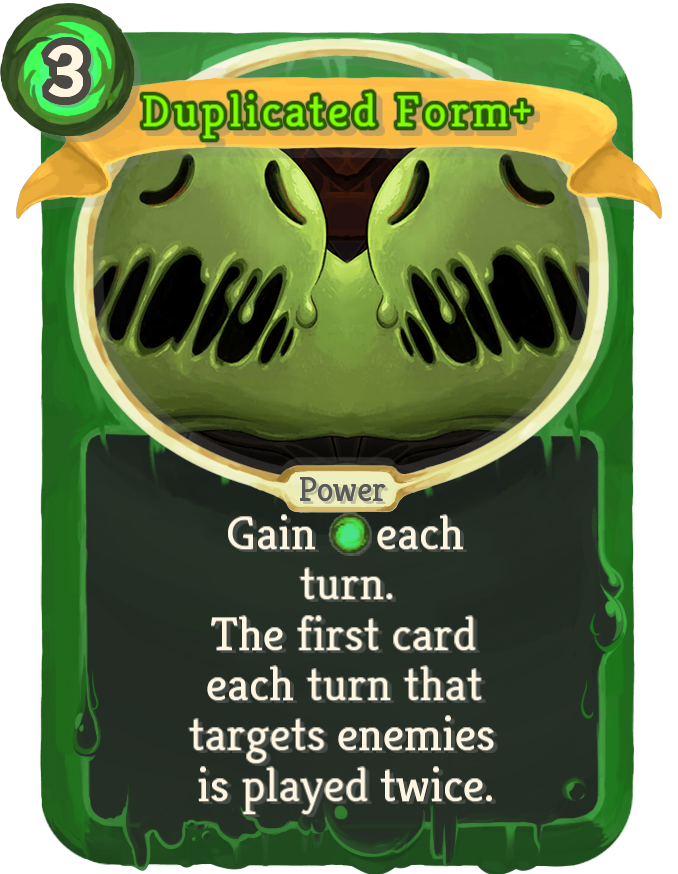 3
Duplicated Form+
Power
Gain each
turn.
The first card
each turn that
targets enemies
is played twice.